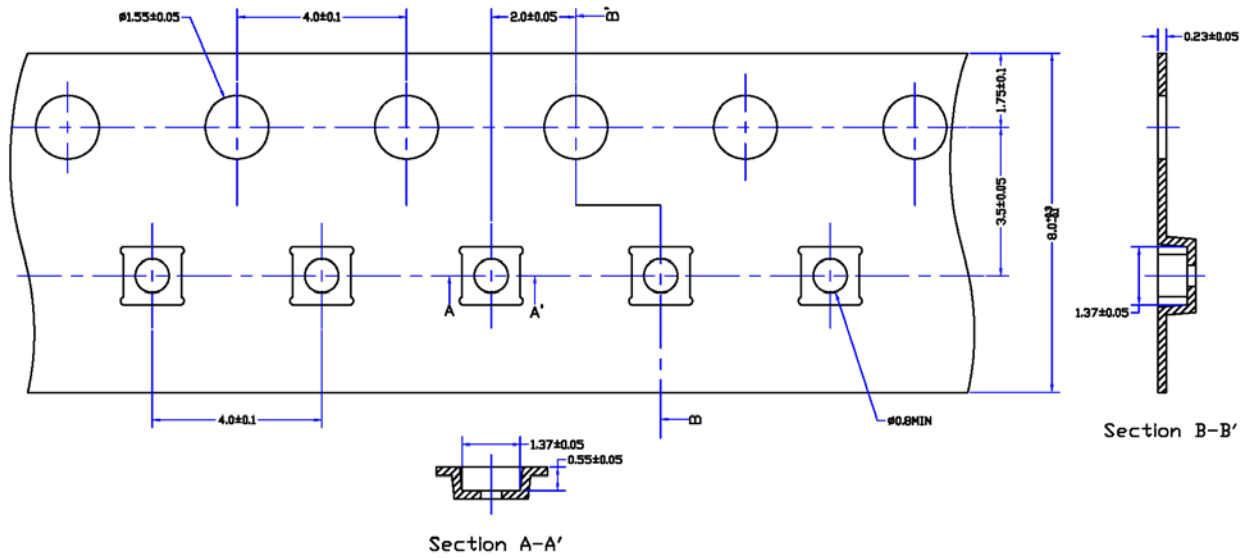 ø1.55±0.05
4.0±0.1
2.0±0.05
B'
0.23±0.05
1.75±0.1
3.5±0.05
A
A'
1.37±0.05
4.0±0.1
B
ø0.8MIN
Section B-B'
1.37±0.05
0.55±0.05
Section A-A'